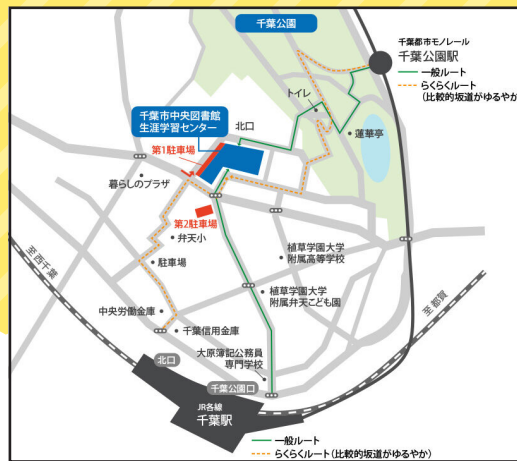 千葉公園
千葉都市モノレール
千葉公園駅
一般ルート
らくらくルート
(比較的坂道がゆるやか)
トイレ
蓮華亭
千葉市中央図書館
生涯学習センター
北口
第1駐車場
暮らしのプラザ
第2駐車場
弁天小
至西千葉
駐車場
植草学園大学
附属高等学校
植草学園大学
附属弁天こども園
至都賀
中央労働金庫
千葉信用金庫
大原簿記公務員
専門学校
北口
千葉公園口
JR各線
千葉駅
一般ルート
らくらくルート(比較的坂道がゆるやか)